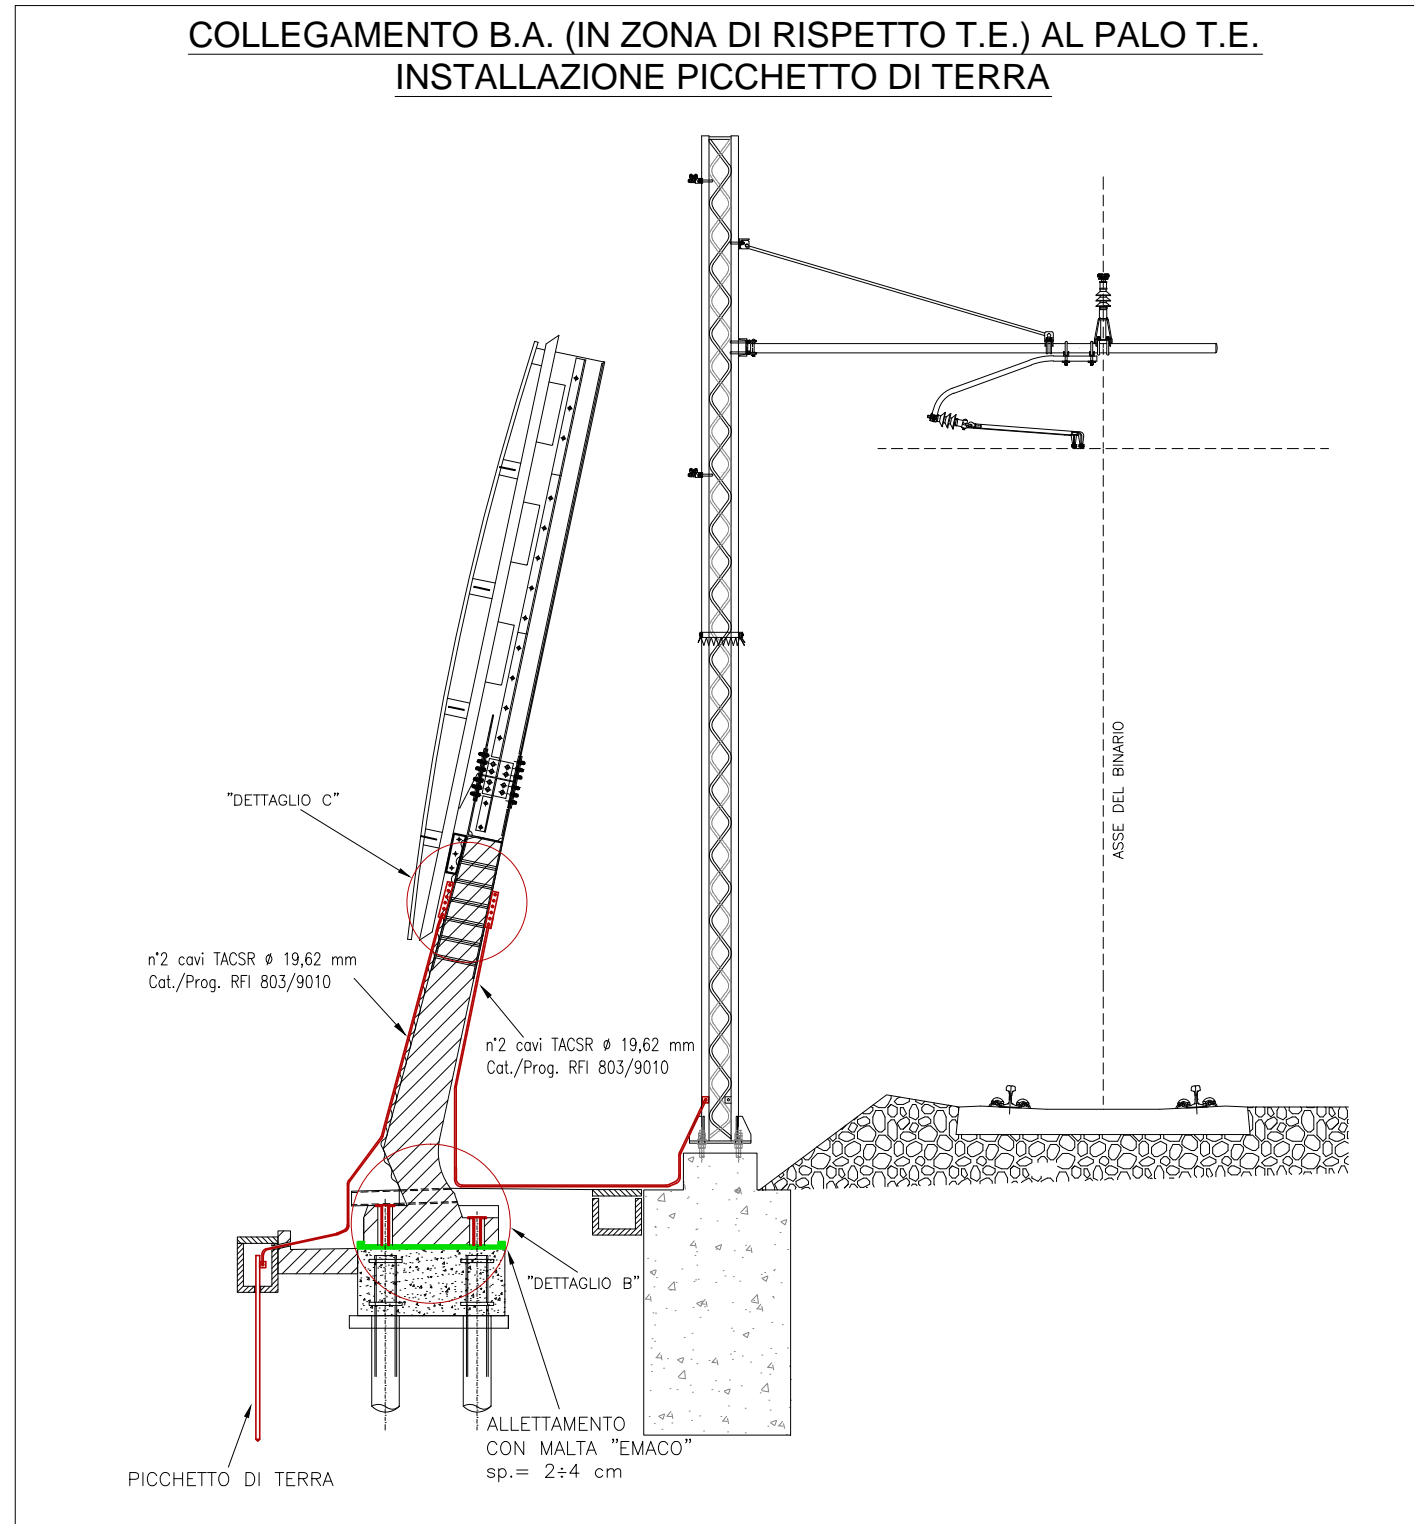 COLLEGAMENTO B.A. (IN ZONA DI RISPETTO T.E.) AL PALO T.E.
INSTALLAZIONE PICCHETTO DI TERRA
ASSE DEL BINARIO
"DETTAGLIO C"
n°2 cavi TACSR ø 19,62 mm
Cat./Prog. RFI 803/9010
n°2 cavi TACSR ø 19,62 mm
Cat./Prog. RFI 803/9010
"DETTAGLIO B"
ALLETTAMENTO
CON MALTA "EMACO"
sp.= 2÷4 cm
PICCHETTO DI TERRA